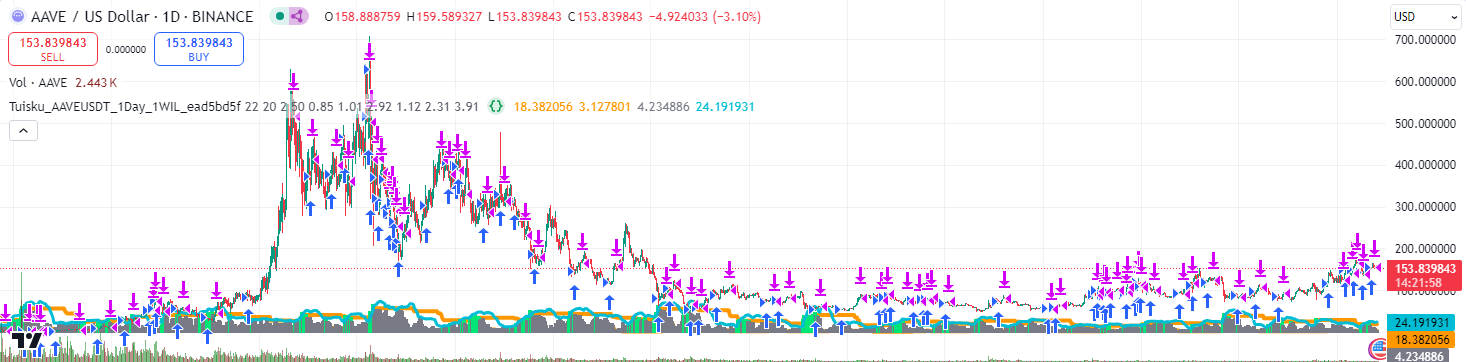 AAVE / US Dollar · 1D · BINANCE O158.888759 H159.589327 L153.839843 C153.839843 −4.924033 (−3.10%)
USD
153.839843 SELL 0.000000 153.839843 BUY
Vol · AAVE 2.443 K
Tuisku_AAVEUSDT_1Day_1WIL_ead5bd5f 22 20 2 50 0.85 1.01 2.92 1.12 2.31 3.91 {} 18.382056 3.127801 4.234886 24.191931
700.000000
600.000000
500.000000
400.000000
300.000000
200.000000
153.839843
14:21:58
24.191931
18.382056
4.234886